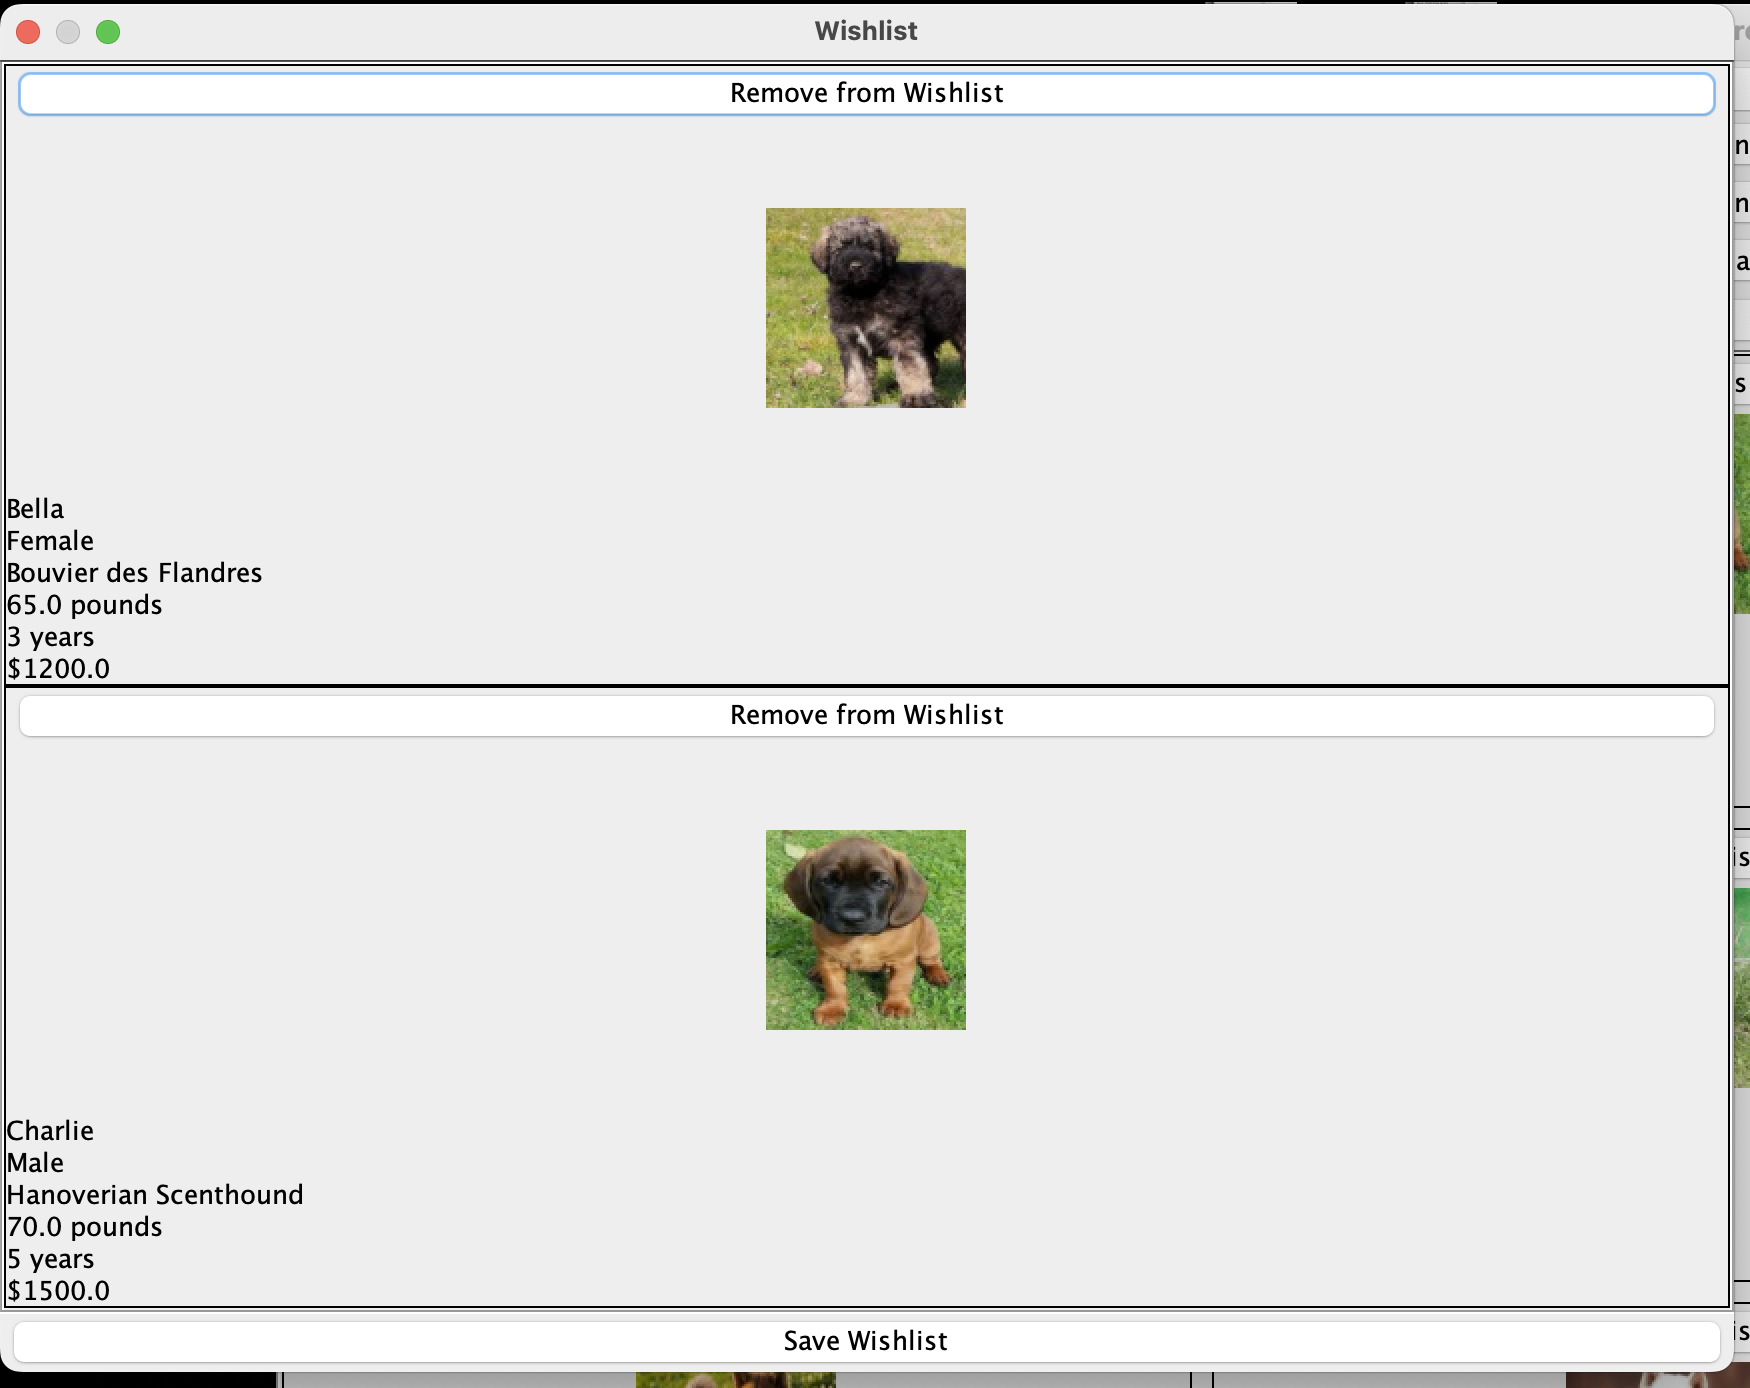 Wishlist
Remove from Wishlist
Bella
Female
Bouvier des Flandres
65.0 pounds
3 years
$1200.0
Remove from Wishlist
Charlie
Male
Hanoverian Scenthound
70.0 pounds
5 years
$1500.0
Save Wishlist